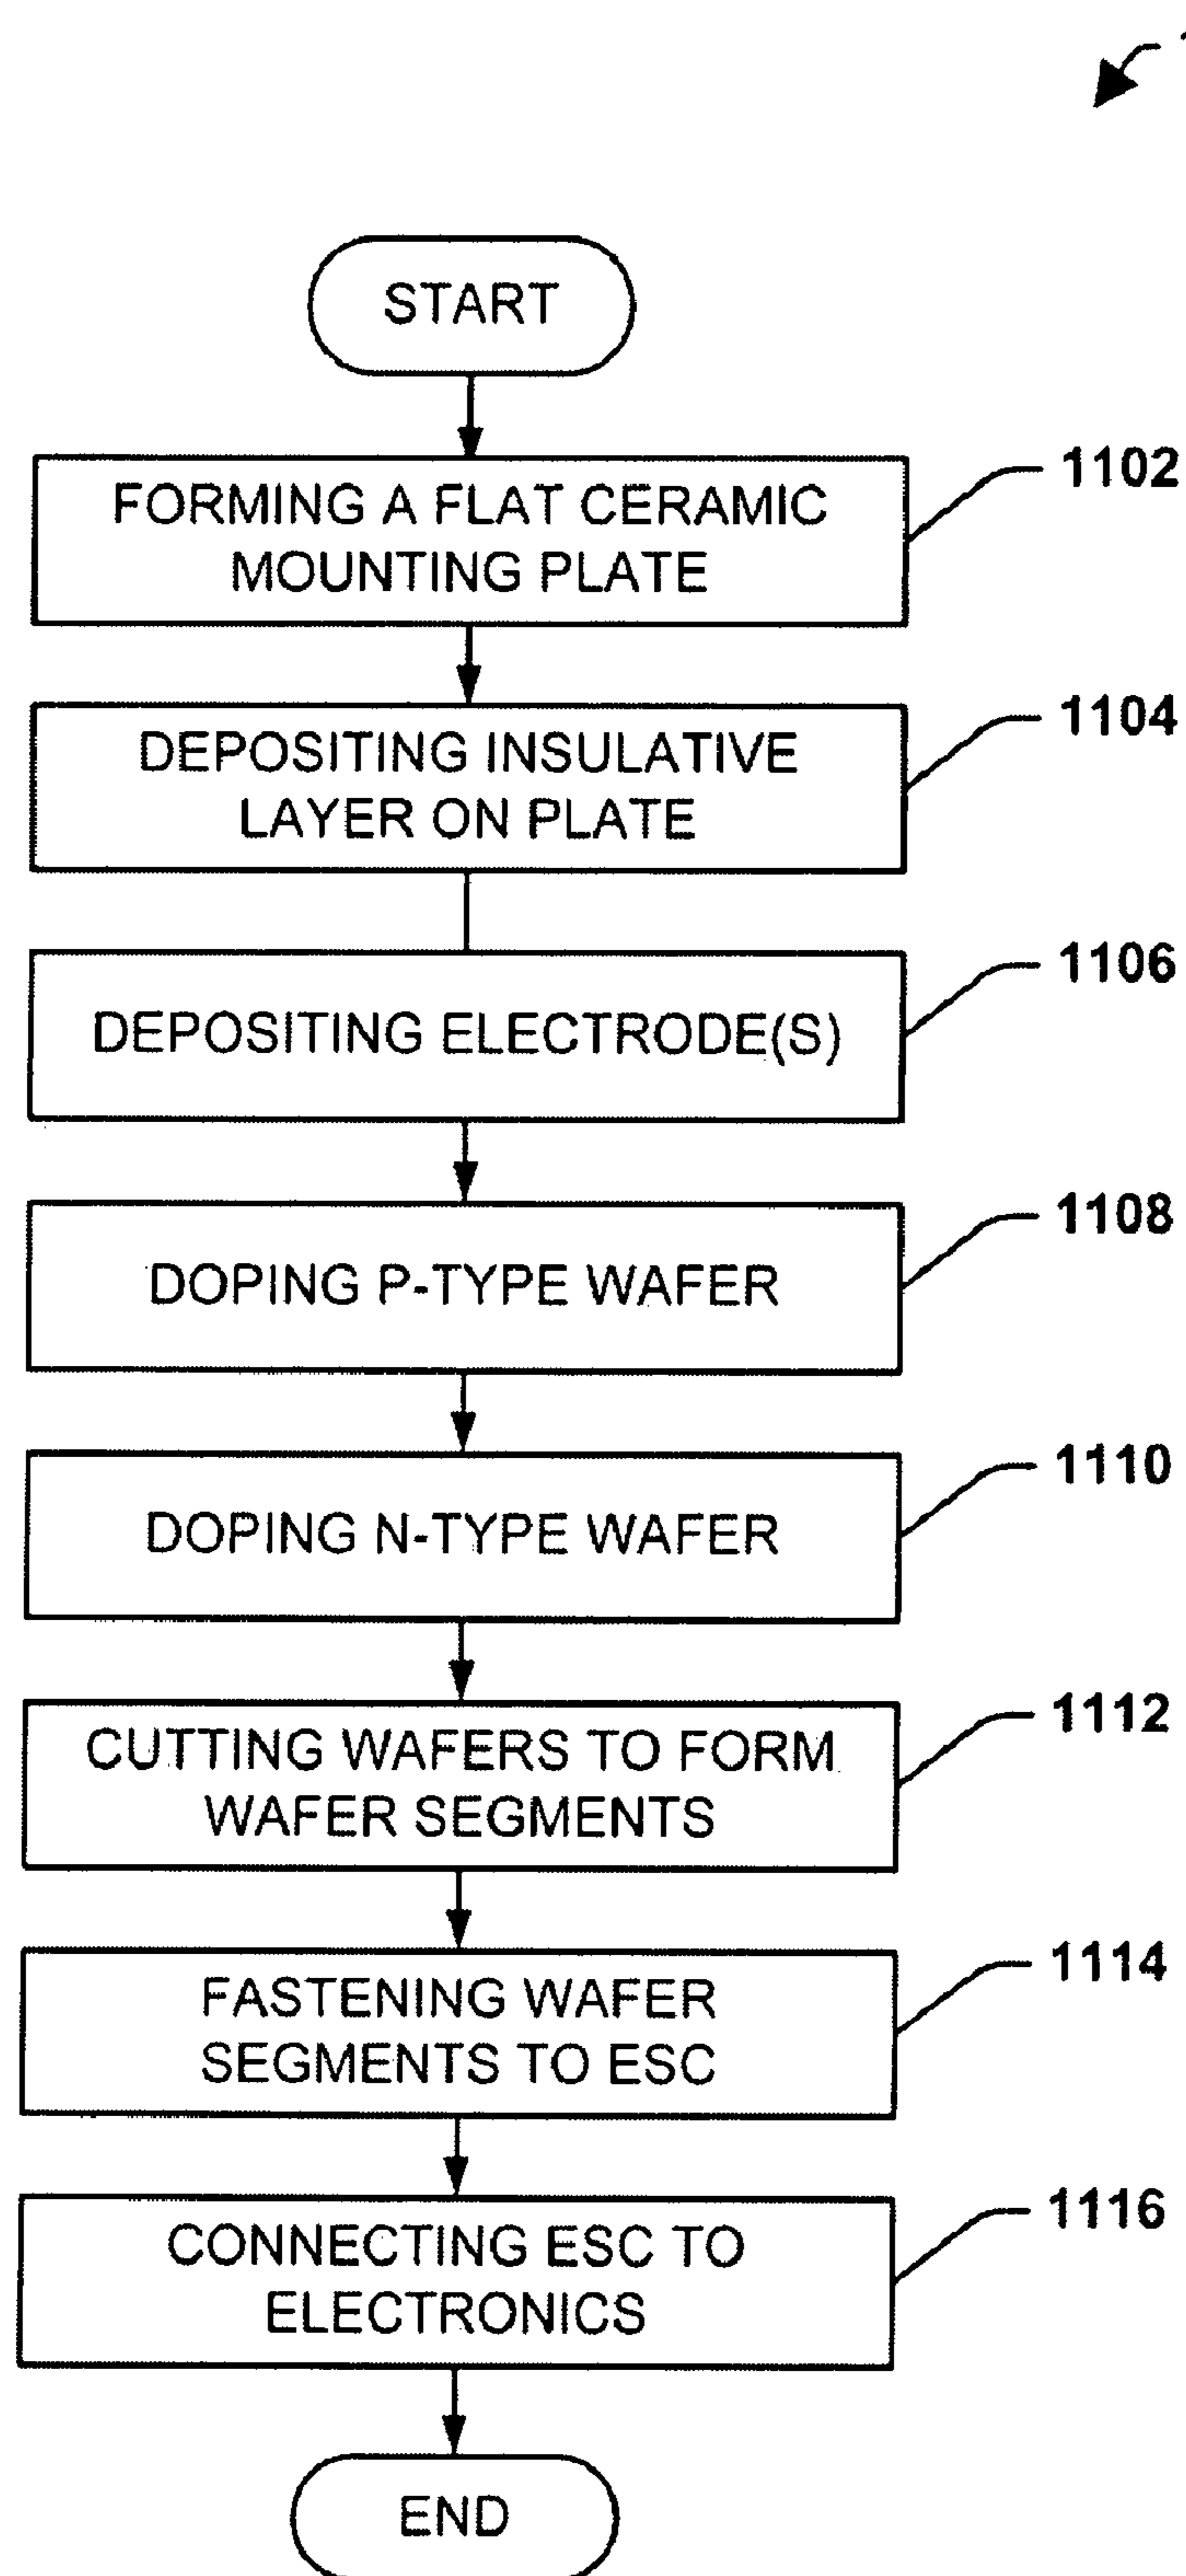 START
FORMING A FLAT CERAMIC
MOUNTING PLATE
1102
DEPOSITING INSULATIVE
LAYER ON PLATE
1104
DEPOSITING ELECTRODE(S)
1106
DOPING P-TYPE WAFER
1108
DOPING N-TYPE WAFER
1110
CUTTING WAFERS TO FORM
WAFER SEGMENTS
1112
FASTENING WAFER
SEGMENTS TO ESC
1114
CONNECTING ESC TO
ELECTRONICS
1116
END